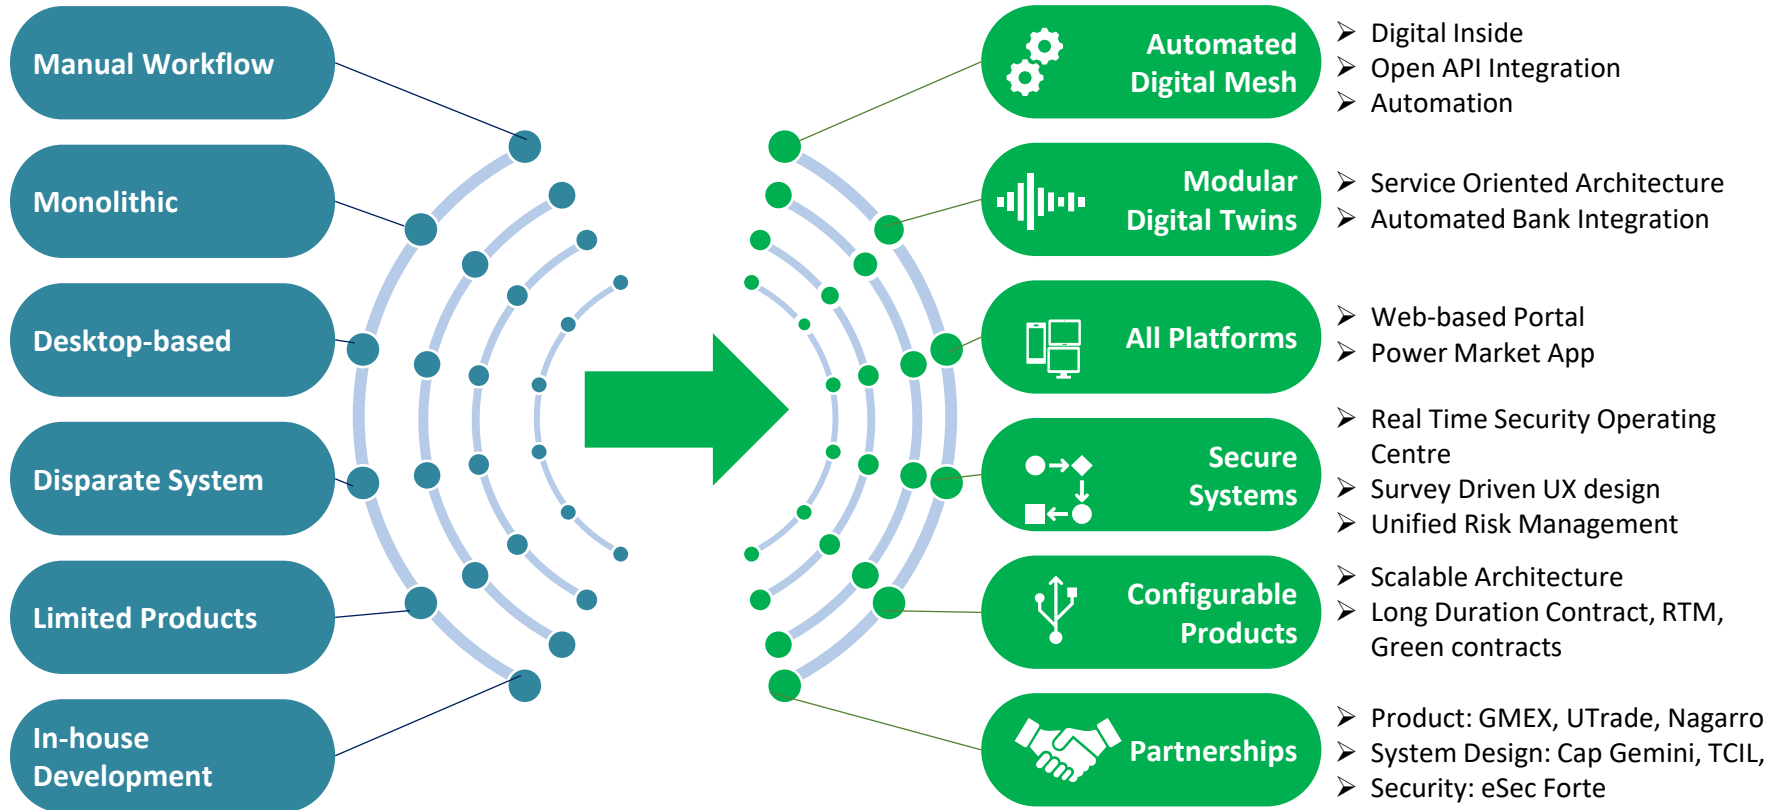 Manual Workflow
Monolithic
Desktop-based
Disparate System
Limited Products
In-house
Development
Automated
Digital Mesh
➢ Digital Inside
➢ Open API Integration
➢ Automation
Modular
Digital Twins
➢ Service Oriented Architecture
➢ Automated Bank Integration
All Platforms
➢ Web-based Portal
➢ Power Market App
Secure
Systems
➢ Real Time Security Operating
Centre
➢ Survey Driven UX design
➢ Unified Risk Management
Configurable
Products
➢ Scalable Architecture
➢ Long Duration Contract, RTM,
Green contracts
Partnerships
➢ Product: GMEX, UTrade, Nagarro
➢ System Design: Cap Gemini, TCIL,
➢ Security: eSec Forte